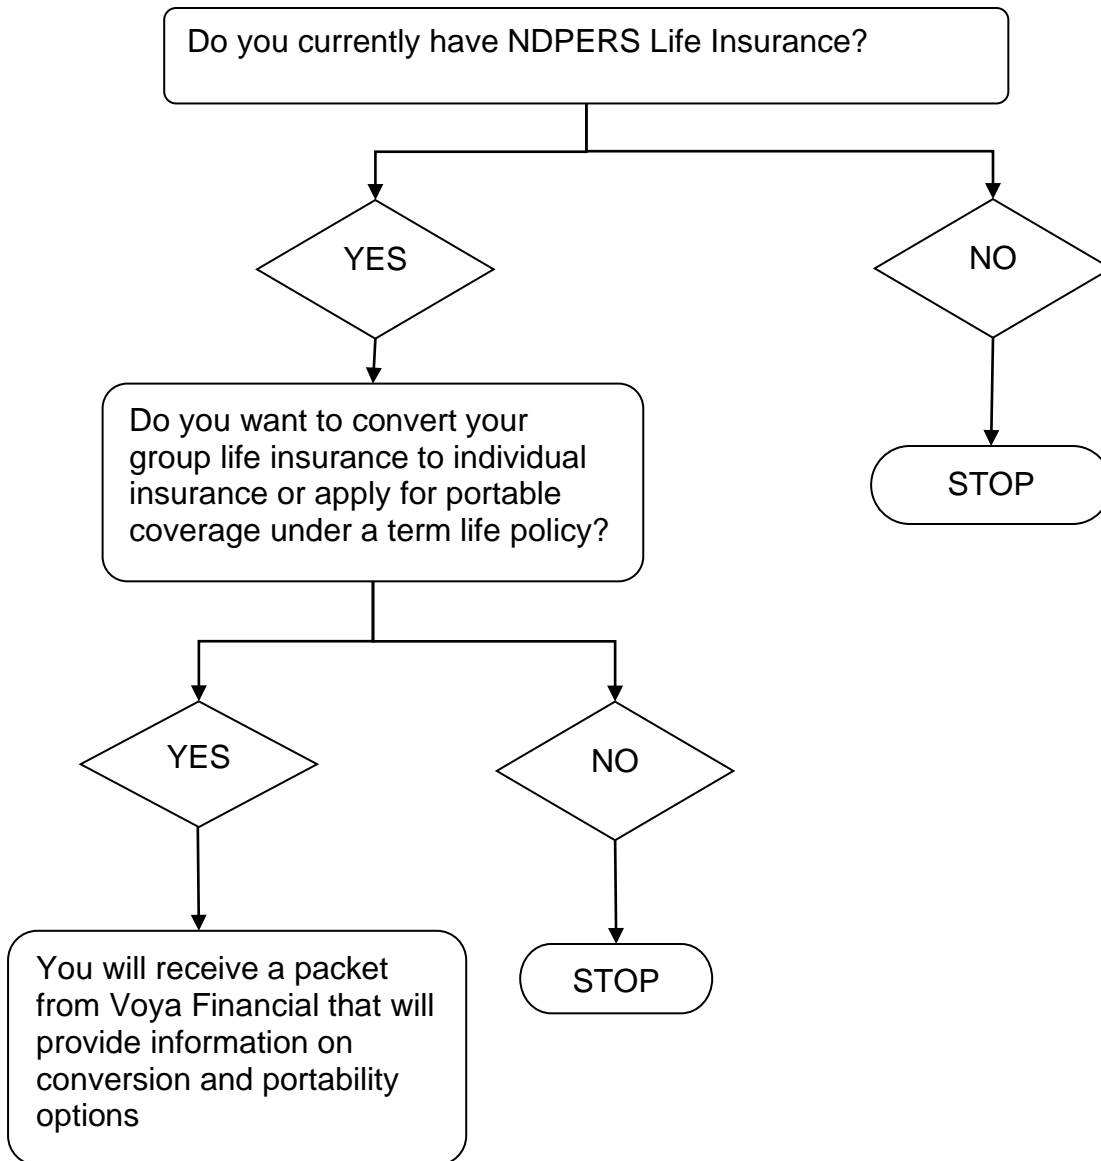 Do you currently have NDPERS Life Insurance?
YES
NO
Do you want to convert your
group life insurance to individual
insurance or apply for portable
coverage under a term life policy?
STOP
YES
NO
You will receive a packet
from Voya Financial that will
provide information on
conversion and portability
options
STOP